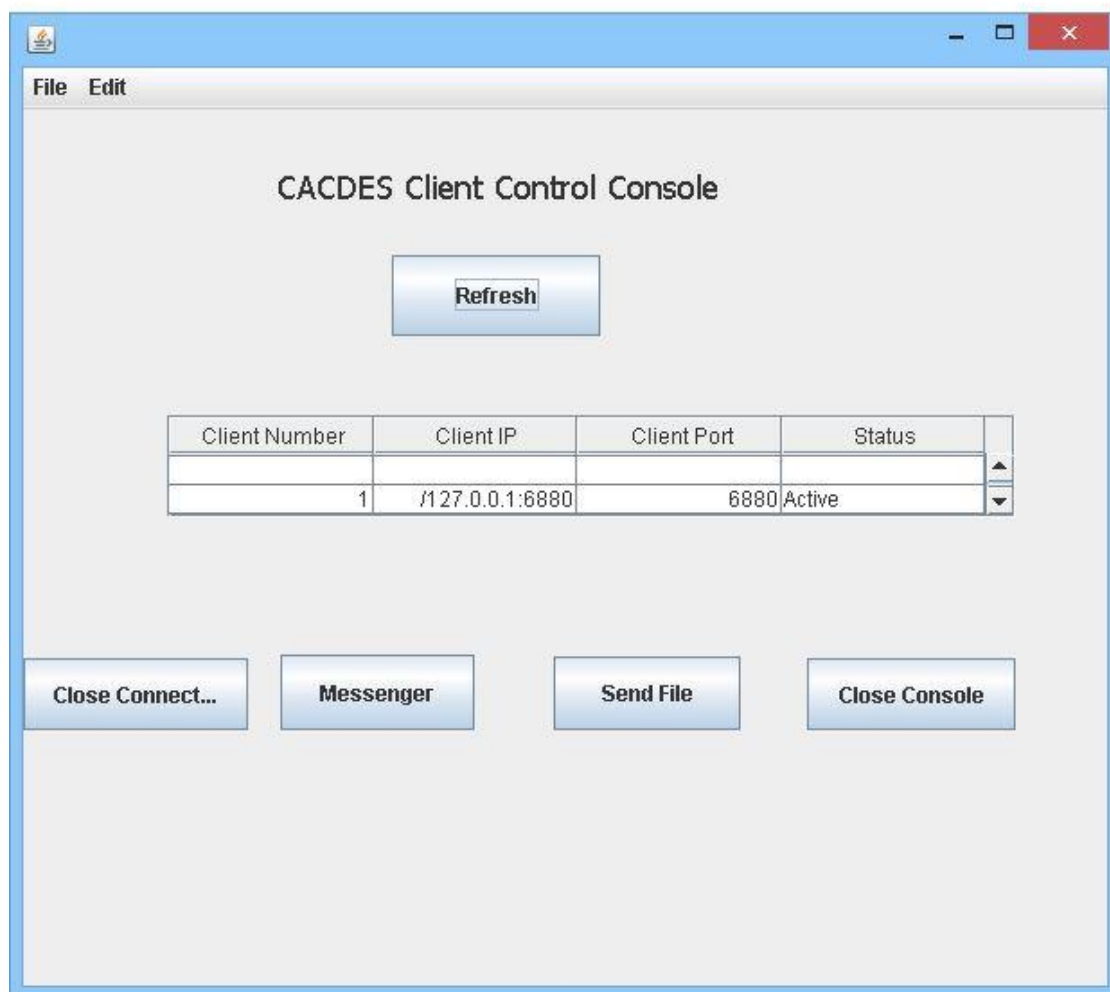 File Edit
CACDES Client Control Console
Refresh
Client Number Client IP Client Port Status
1 /127.0.0.1:6880 6880 Active
Close Connect... Messenger Send File Close Console